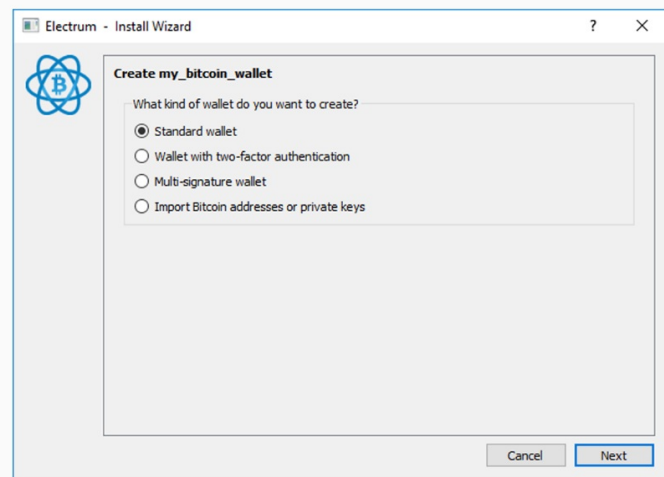 Electrum - Install Wizard
Create my_bitcoin_wallet
What kind of wallet do you want to create?
Standard wallet
Wallet with two-factor authentication
Multi-signature wallet
Import Bitcoin addresses or private keys
Cancel Next